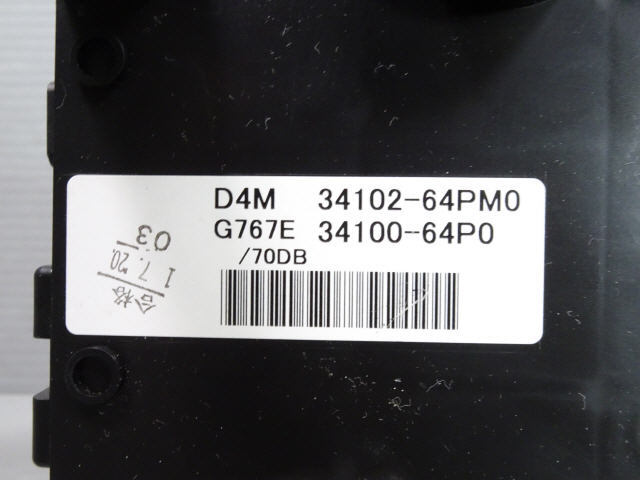 D4M 34102-64PM0
G767E 34100-64P0
/70DB
合格
1 7. 20.
03